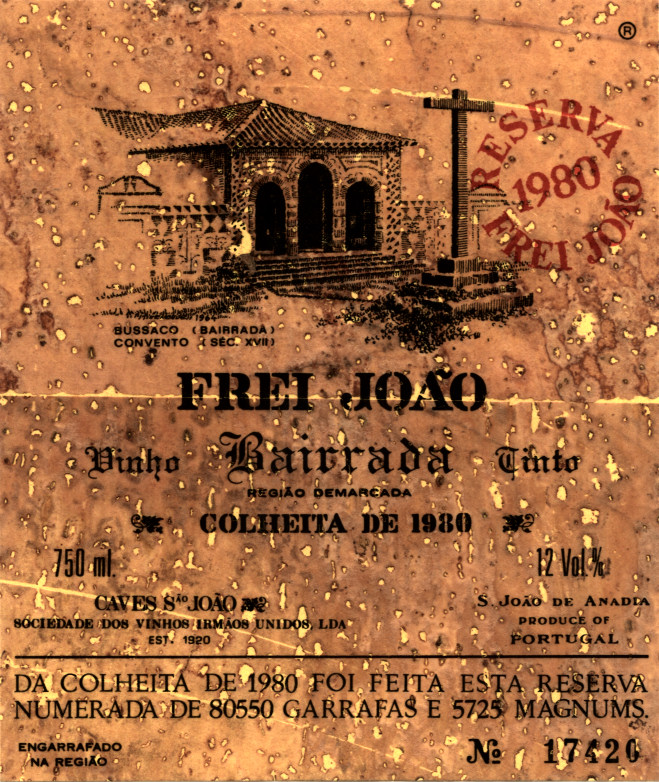 ®
RESERVA
1980
FREI JOÃO
BUSSACO (BAIRRADA)
CONVENTO (SÉC. XVII)
FREI JOÃO
Vinho Bairrada Tinto
REGIÃO DEMARCADA
COLHEITA DE 1980
750 ml. 12 Vol.%
CAVES SÃO JOÃO
SOCIEDADE DOS VINHOS IRMÃOS UNIDOS, LDA
EST. 1920
S. JOÃO DE ANADIA
PRODUCE OF
PORTUGAL
DA COLHEITA DE 1980 FOI FEITA ESTA RESERVA
NUMERADA DE 80550 GARRAFAS E 5725 MAGNUMS.
ENGARRAFADO
NA REGIÃO
Nº 17420